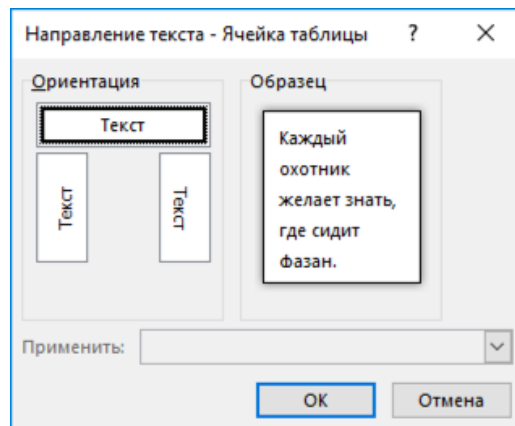 Направление текста - Ячейка таблицы ?
Ориентация
Образец
Текст
Текст
Текст
Каждый
охотник
желает знать,
где сидит
фазан.
Применить:
ОК
Отмена